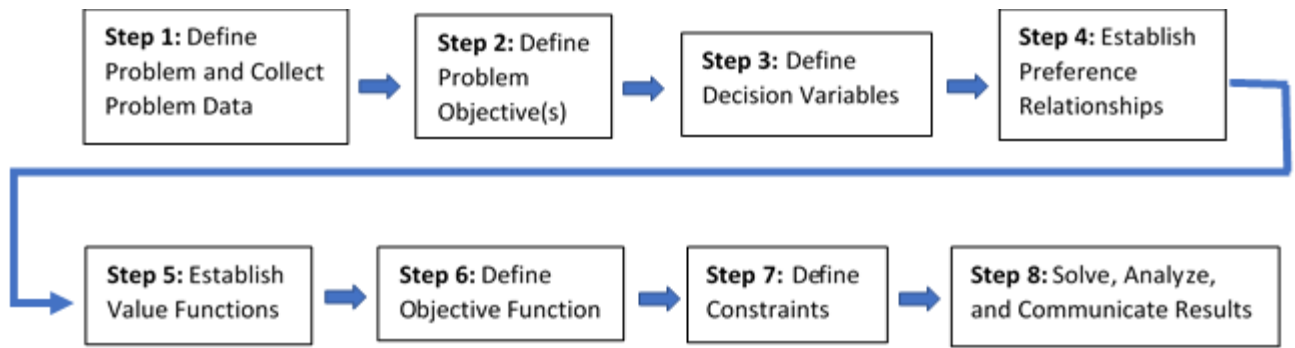 Step 1: Define
Problem and Collect
Problem Data
Step 2: Define
Problem
Objective(s)
Step 3: Define
Decision Variables
Step 4: Establish
Preference
Relationships
Step 5: Establish
Value Functions
Step 6: Define
Objective Function
Step 7: Define
Constraints
Step 8: Solve, Analyze,
and Communicate Results